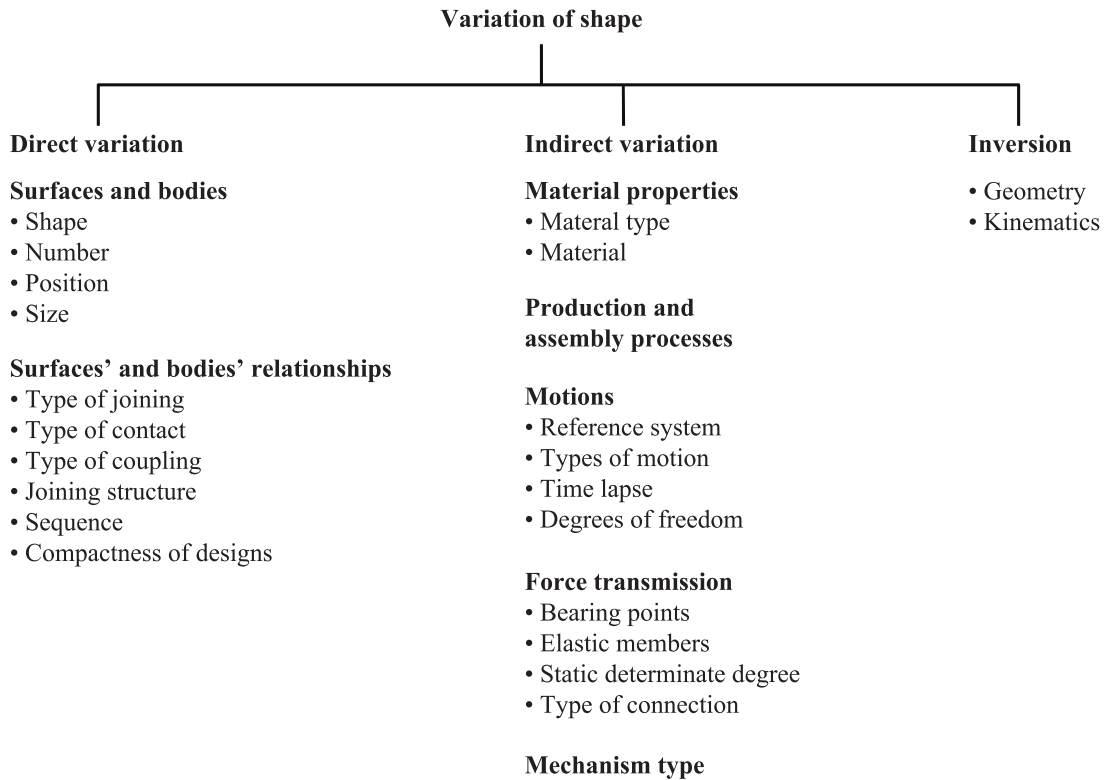 Variation of shape
Direct variation
Surfaces and bodies
• Shape
• Number
• Position
• Size
Surfaces’ and bodies’ relationships
• Type of joining
• Type of contact
• Type of coupling
• Joining structure
• Sequence
• Compactness of designs
Indirect variation
Material properties
• Materal type
• Material
Production and
assembly processes
Motions
• Reference system
• Types of motion
• Time lapse
• Degrees of freedom
Force transmission
• Bearing points
• Elastic members
• Static determinate degree
• Type of connection
Mechanism type
Inversion
• Geometry
• Kinematics